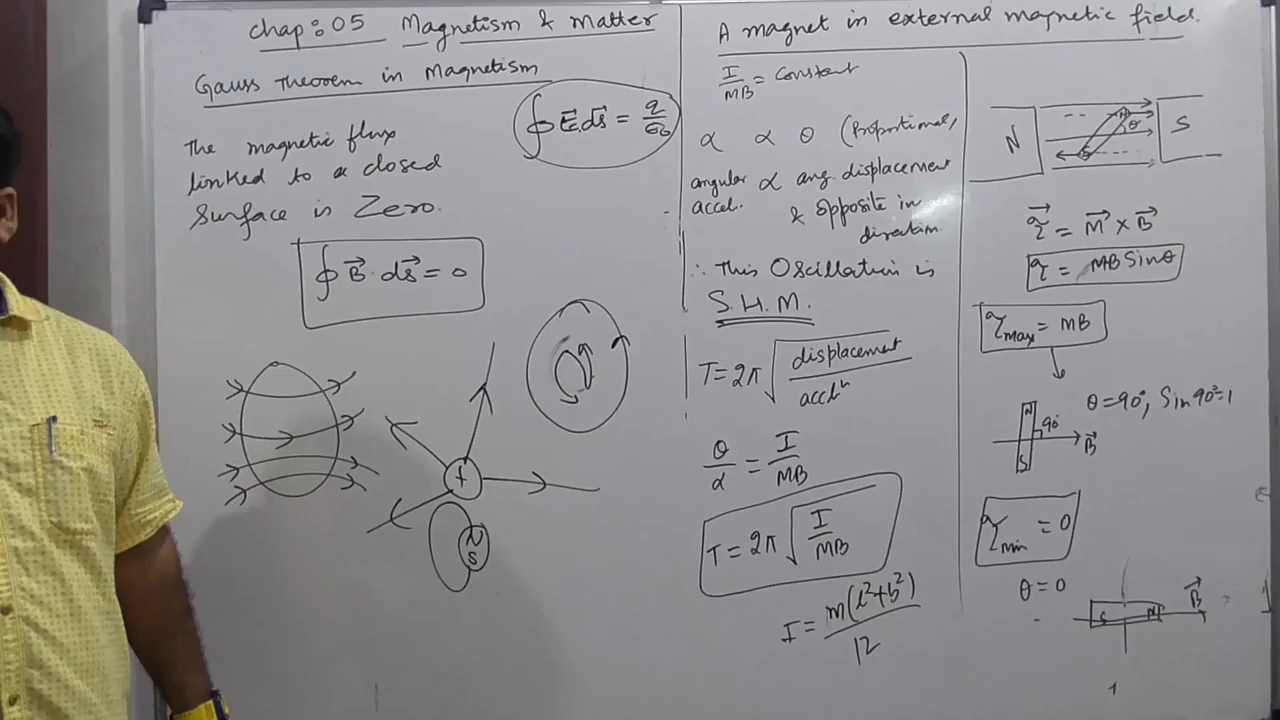 chap: 05 Magnetism & Matter
Gauss Theorem in Magnetism
∮ E⃗ ds⃗ = q/ε₀
The magnetic flux
linked to a closed
surface is Zero.
∮ B⃗ · ds⃗ = 0
+
N
S
A magnet in external magnetic field.
I/MB = constant
α ∝ θ (Proportional,
angular ∝ ang. displacement
accel. & opposite in
direction.
∴ This Oscillation is
S.H.M.
T = 2π √(displacement/accl^n)
θ/α = I/MB
T = 2π √(I/MB)
I = m(l²+b²)/12
N
S
N
θ
S
τ⃗ = M⃗ × B⃗
τ = MB Sinθ
τmax = MB
θ = 90°, Sin 90° = 1
N
90°
B⃗
S
τmin = 0
θ = 0
S N B⃗